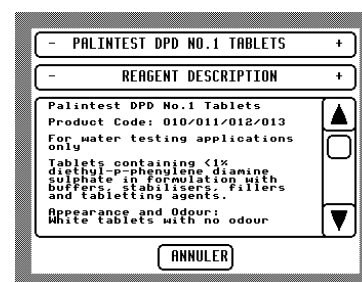 - PALINTEST DPD NO.1 TABLETS +
- REAGENT DESCRIPTION +
Palintest DPD No.1 Tablets
Product Code: 010/011/012/013
For water testing applications
only
Tablets containing <1%
diethyl-p-phenylene diamine
sulphate in formulation with
buffers, stabilisers, fillers
and tabletting agents.
Appearance and Odour:
White tablets with no odour
ANNULER